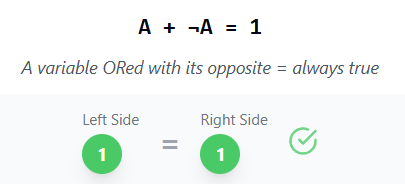 A + ¬A = 1
A variable ORed with its opposite = always true
Left Side Right Side
1 = 1